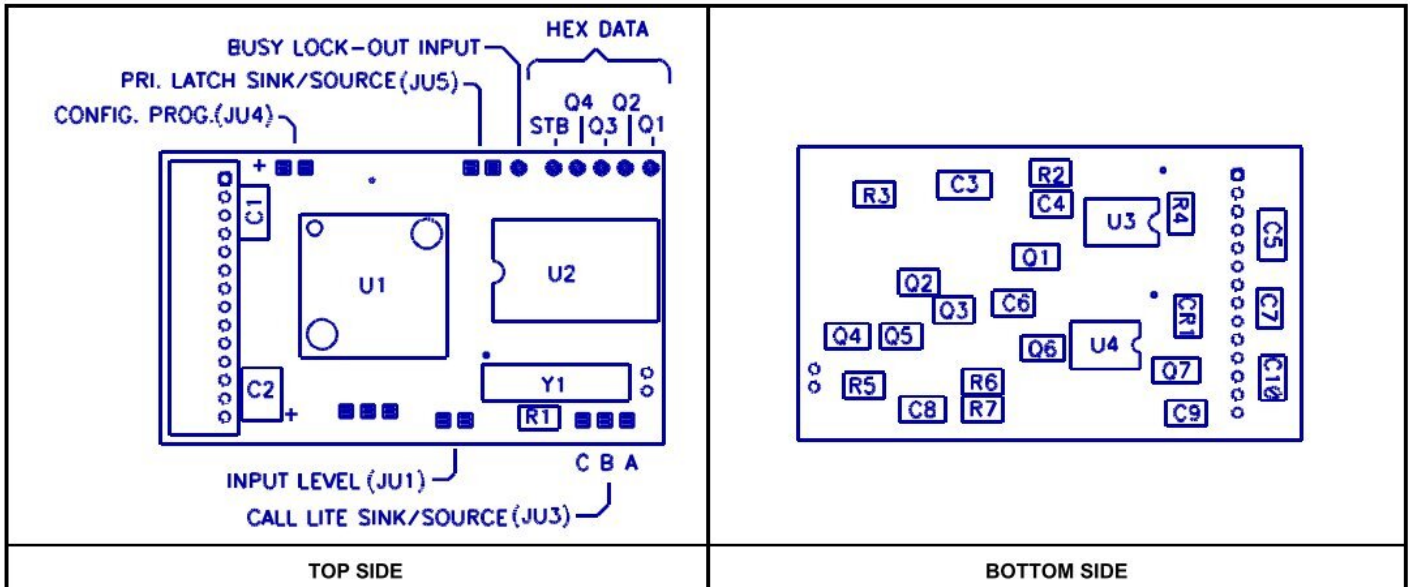 HEX DATA
BUSY LOCK-OUT INPUT
PRI. LATCH SINK/SOURCE(JU5)
CONFIG. PROG.(JU4)
Q4 Q2
STB Q3 Q1
+
C1
U1
U2
C2
+
Y1
R1
C B A
INPUT LEVEL (JU1)
CALL LITE SINK/SOURCE(JU3)
TOP SIDE
R3
C3
R2
C4
U3
R4
C5
Q1
Q2
Q3
C6
CR1
C7
Q4
Q5
Q6
U4
Q7
C10
R5
R6
C8
R7
C9
BOTTOM SIDE